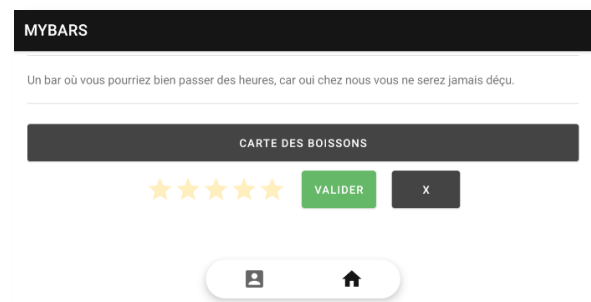 MYBARS
Un bar où vous pourriez bien passer des heures, car oui chez nous vous ne serez jamais déçu.
CARTE DES BOISSONS
VALIDER
X